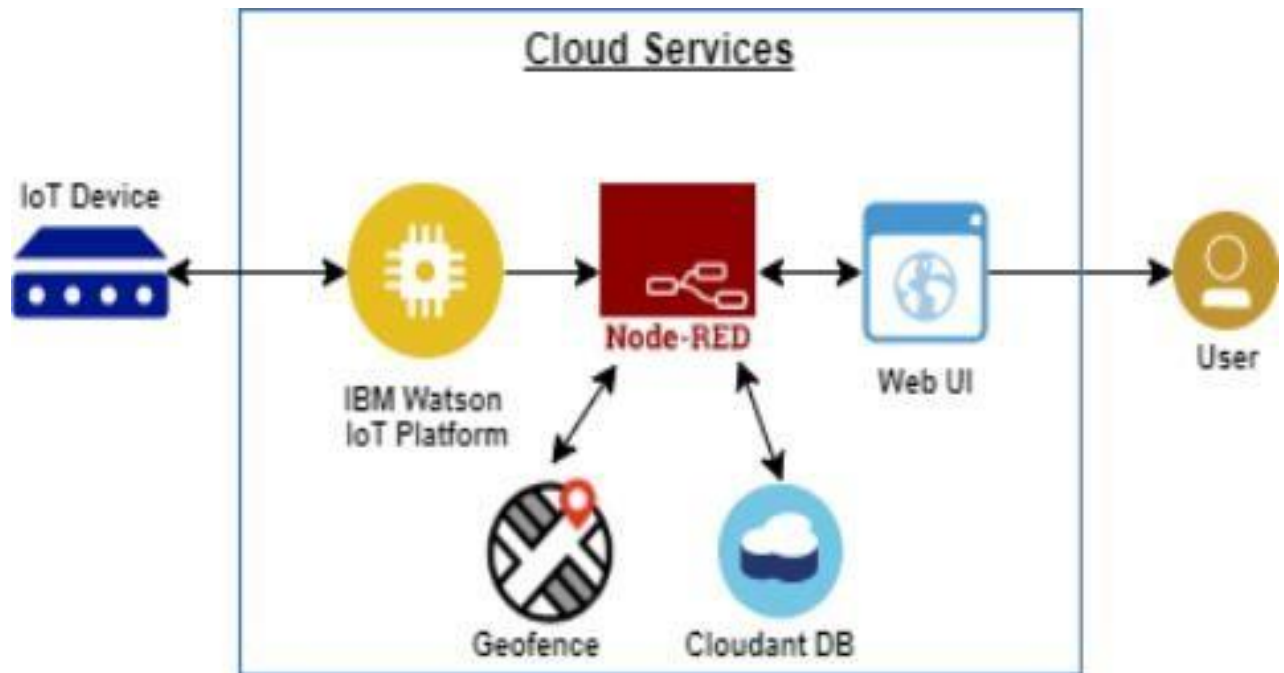 Cloud Services
IoT Device
Node-RED
IBM Watson
IoT Platform
Web UI
User
Geofence
Cloudant DB